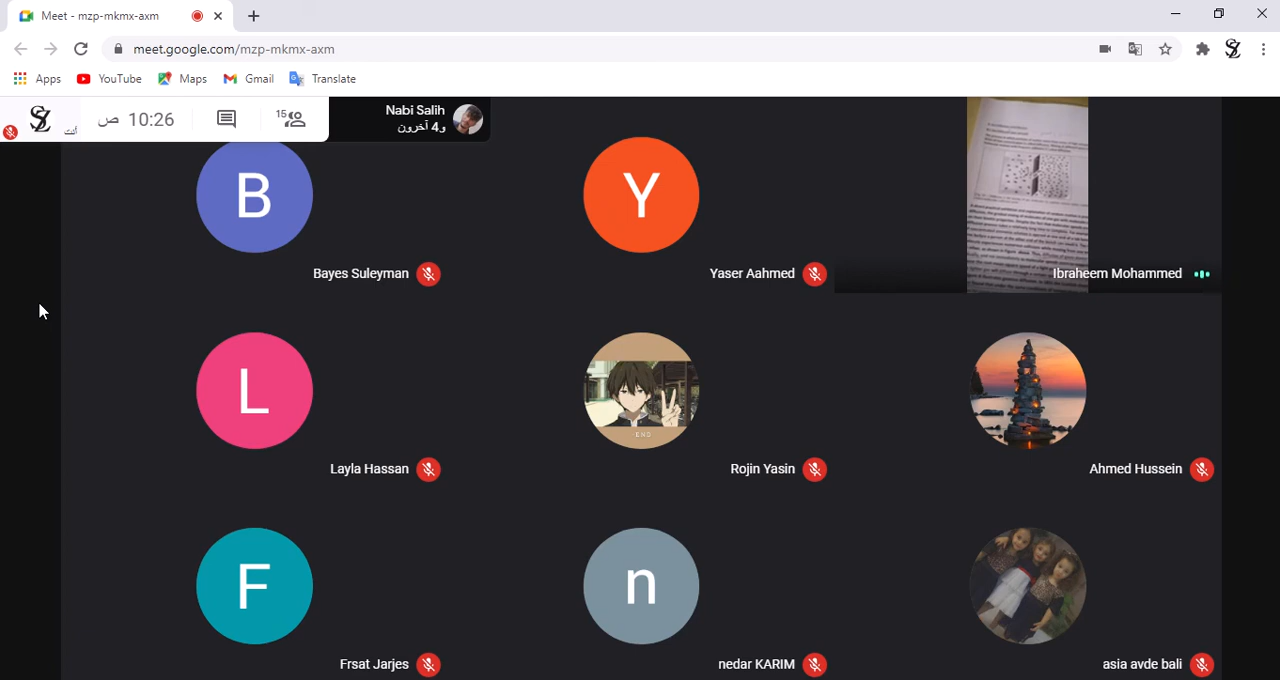 Meet - mzp-mkmx-axm
meet.google.com/mzp-mkmx-axm
Apps
YouTube
Maps
Gmail
Translate
أنت
10:26 ص
15
Nabi Salih
و4 آخرون
B
Bayes Suleyman
Y
Yaser Aahmed
Ibraheem Mohammed
L
Layla Hassan
END
Rojin Yasin
Ahmed Hussein
F
Frsat Jarjes
n
nedar KARIM
asia avde bali